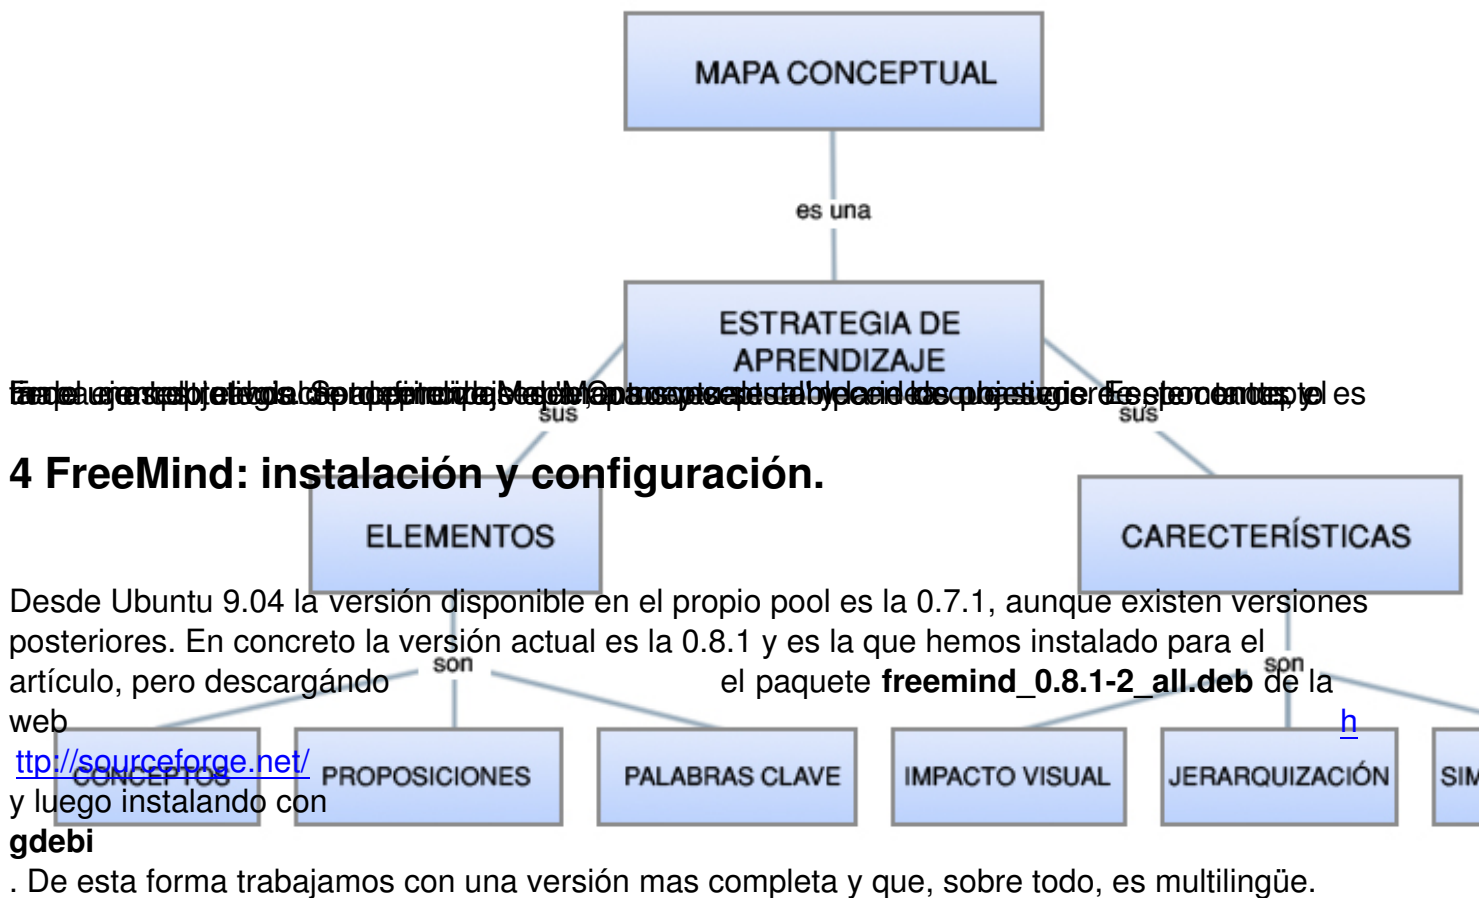 MAPA CONCEPTUAL
es una
ESTRATEGIA DE
APRENDIZAJE
es
sus
sus
4 FreeMind: instalación y configuración.
ELEMENTOS
CARECTERÍSTICAS
Desde Ubuntu 9.04 la versión disponible en el propio pool es la 0.7.1, aunque existen versiones
posteriores. En concreto la versión actual es la 0.8.1 y es la que hemos instalado para el
son
son
artículo, pero descargándo el paquete freemind_0.8.1-2_all.deb de la
web h
ttp://sourceforge.net/
CONCEPTOS
PROPOSICIONES
PALABRAS CLAVE
IMPACTO VISUAL
JERARQUIZACIÓN
SIM
y luego instalando con
gdebi
. De esta forma trabajamos con una versión mas completa y que, sobre todo, es multilingüe.